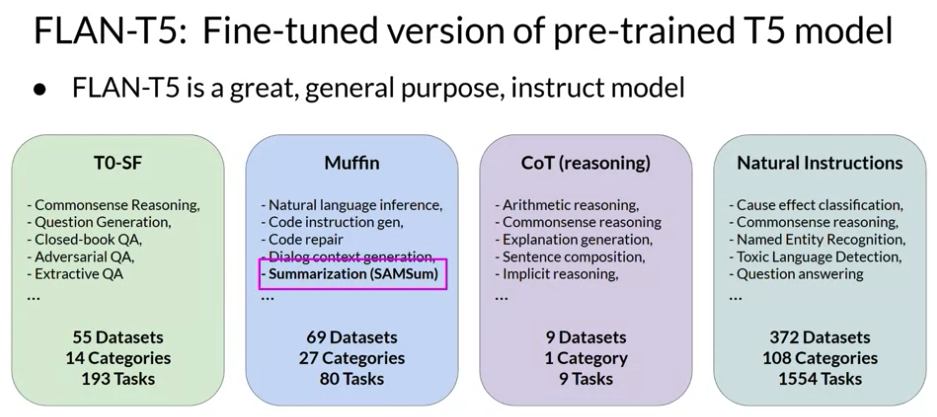 FLAN-T5: Fine-tuned version of pre-trained T5 model
● FLAN-T5 is a great, general purpose, instruct model
T0-SF
- Commonsense Reasoning,
- Question Generation,
- Closed-book QA,
- Adversarial QA,
- Extractive QA
...
55 Datasets
14 Categories
193 Tasks
Muffin
- Natural language inference,
- Code instruction gen,
- Code repair
- Dialog context generation,
- Summarization (SAMSum)
...
69 Datasets
27 Categories
80 Tasks
CoT (reasoning)
- Arithmetic reasoning,
- Commonsense reasoning
- Explanation generation,
- Sentence composition,
- Implicit reasoning,
...
9 Datasets
1 Category
9 Tasks
Natural Instructions
- Cause effect classification,
- Commonsense reasoning,
- Named Entity Recognition,
- Toxic Language Detection,
- Question answering
...
372 Datasets
108 Categories
1554 Tasks